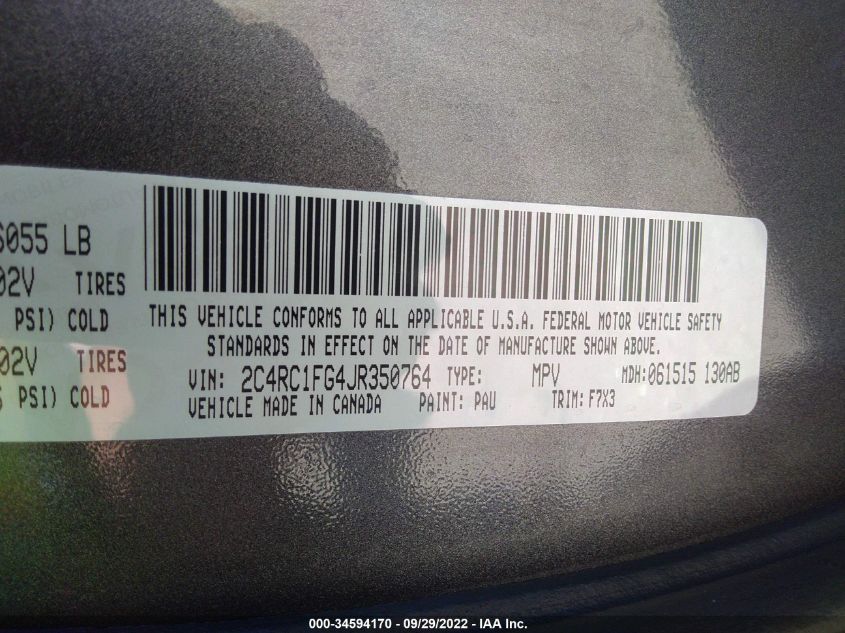 6055 LB
02V TIRES
PSI) COLD
02V TIRES
PSI) COLD
THIS VEHICLE CONFORMS TO ALL APPLICABLE U.S.A. FEDERAL MOTOR VEHICLE SAFETY
STANDARDS IN EFFECT ON THE DATE OF MANUFACTURE SHOWN ABOVE.
VIN: 2C4RC1FG4JR350764 TYPE: MPV MDH:061515 130AB
VEHICLE MADE IN CANADA PAINT: PAU TRIM: F7X3
000-34594170 - 09/29/2022 - IAA Inc.